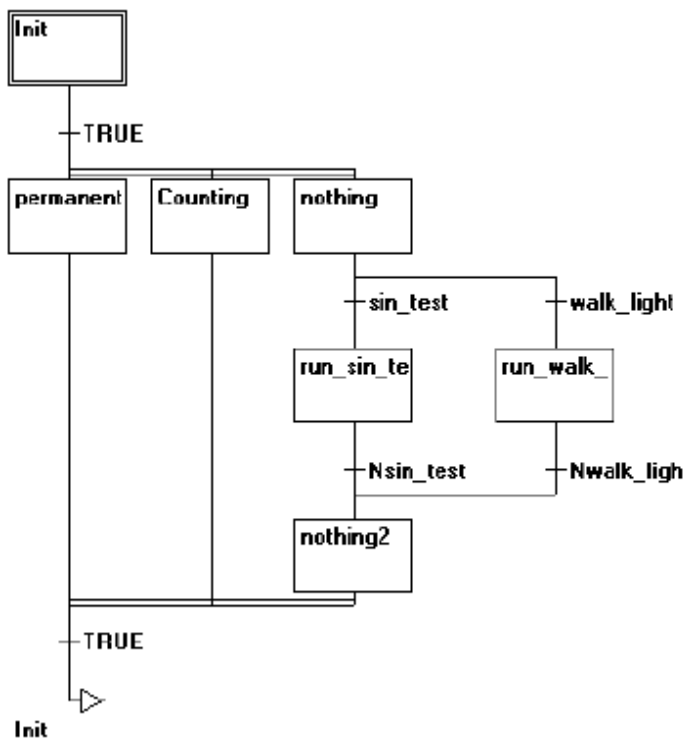 Init
TRUE
permanent
Counting
nothing
sin_test
walk_light
run_sin_te
run_walk_
Nsin_test
Nwalk_ligh
nothing2
TRUE
Init